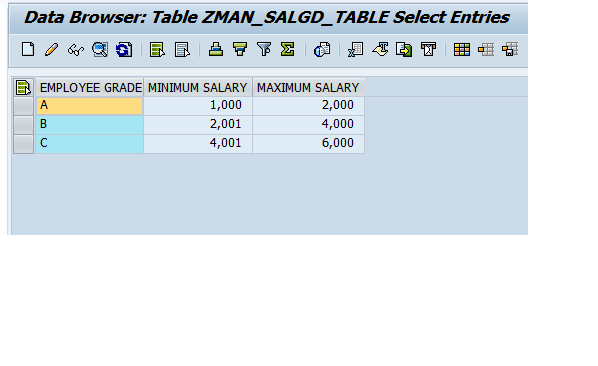 Data Browser: Table ZMAN_SALGD_TABLE Select Entries
EMPLOYEE GRADE MINIMUM SALARY MAXIMUM SALARY
A 1,000 2,000
B 2,001 4,000
C 4,001 6,000